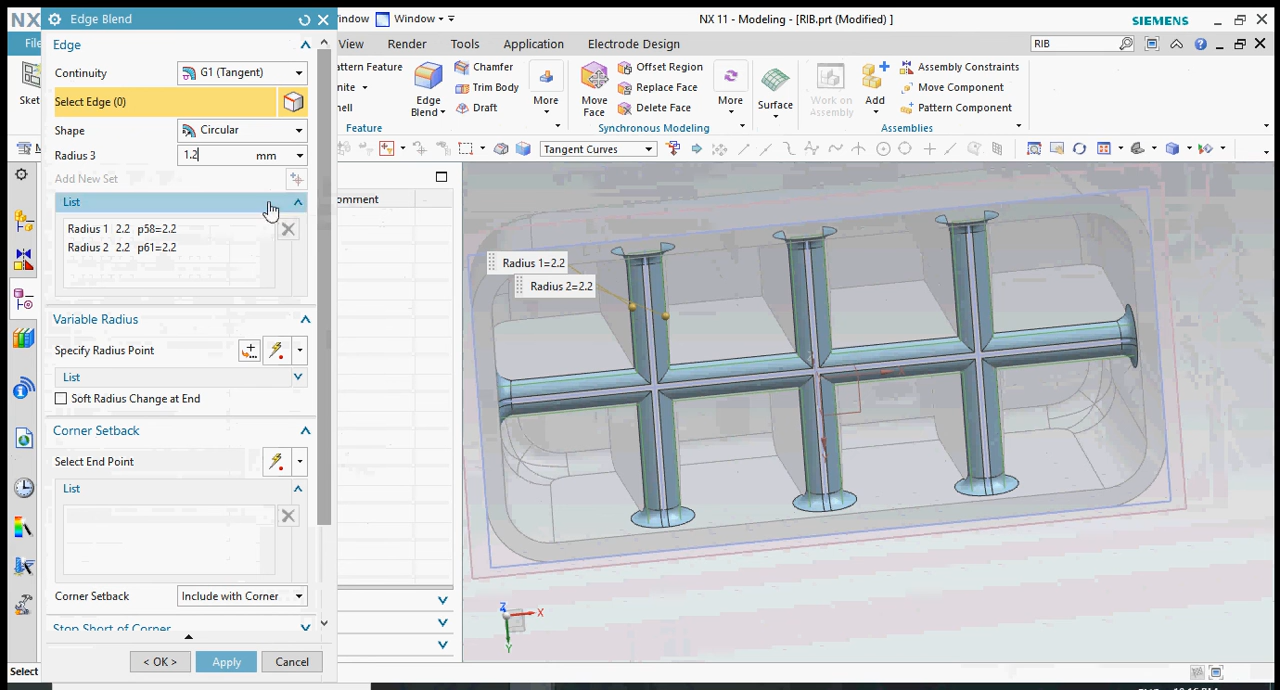 NX
Edge Blend
indow
Window
NX 11 - Modeling - [RIB.prt (Modified) ]
SIEMENS
File
Edge
View
Render
Tools
Application
Electrode Design
RIB
Continuity
G1 (Tangent)
Select Edge (0)
Shape
Circular
Radius 3
1.2
mm
Add New Set
List
Radius 1 2.2 p58=2.2
Radius 2 2.2 p61=2.2
Variable Radius
Specify Radius Point
List
Soft Radius Change at End
Corner Setback
Select End Point
List
Corner Setback
Include with Corner
Stop Short of Corner
< OK >
Apply
Cancel
Select
Sket
attern Feature
nite
hell
Edge
Blend
Chamfer
Trim Body
Draft
More
Feature
Move
Face
Offset Region
Replace Face
Delete Face
More
Synchronous Modeling
Surface
Work on
Assembly
Add
Assembly Constraints
Move Component
Pattern Component
Assemblies
Tangent Curves
omment
Radius 1=2.2
Radius 2=2.2
Z
X
Y